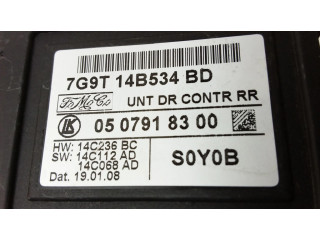 7G9T 14B534 BD
FoMoCo UNT DR CONTR RR
LK 05 0791 83 00
HW: 14C236 BC
SW: 14C112 AD
14C068 AD
Dat. 19.01.08
S0Y0B